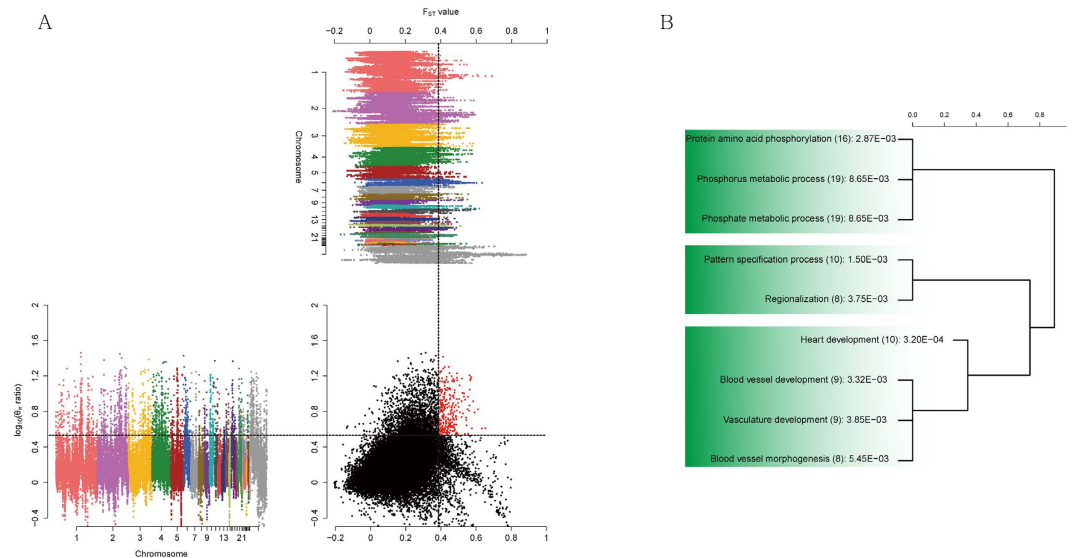 A
B
F_ST value
−0.2 0 0.2 0.4 0.6 0.8 1
Chromosome
1
2
3
4
5
7
9
13
21
0.0 0.2 0.4 0.6 0.8
Protein amino acid phosphorylation (16): 2.87E−03
Phosphorus metabolic process (19): 8.65E−03
Phosphate metabolic process (19): 8.65E−03
Pattern specification process (10): 1.50E−03
Regionalization (8): 3.75E−03
Heart development (10): 3.20E−04
Blood vessel development (9): 3.32E−03
Vasculature development (9): 3.85E−03
Blood vessel morphogenesis (8): 5.45E−03
log₁₀(θπ ratio)
2
1.6
1.2
0.8
0.4
0
−0.4
1 2 3 4 5 7 9 13 21
Chromosome
2
1.6
1.2
0.8
0.4
0
−0.4
−0.2 0 0.2 0.4 0.6 0.8 1